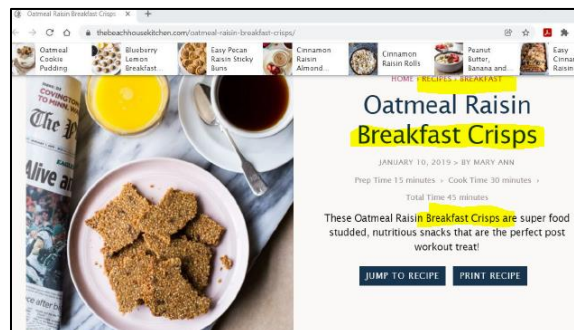 Oatmeal Raisin Breakfast Crisps
thebeachhousekitchen.com/oatmeal-raisin-breakfast-crisps/
Oatmeal
Cookie
Pudding
Blueberry
Lemon
Breakfast...
Easy Pecan
Raisin Sticky
Buns
Cinnamon
Raisin
Almond...
Cinnamon
Raisin Rolls
Peanut
Butter,
Banana and...
Easy
Cinnar
Raisin
COVINGTON
The
Alive an
HOME › RECIPES › BREAKFAST
Oatmeal Raisin
Breakfast Crisps
JANUARY 10, 2019 > BY MARY ANN
Prep Time 15 minutes › Cook Time 30 minutes ›
Total Time 45 minutes
These Oatmeal Raisin Breakfast Crisps are super food
studded, nutritious snacks that are the perfect post
workout treat!
JUMP TO RECIPE PRINT RECIPE